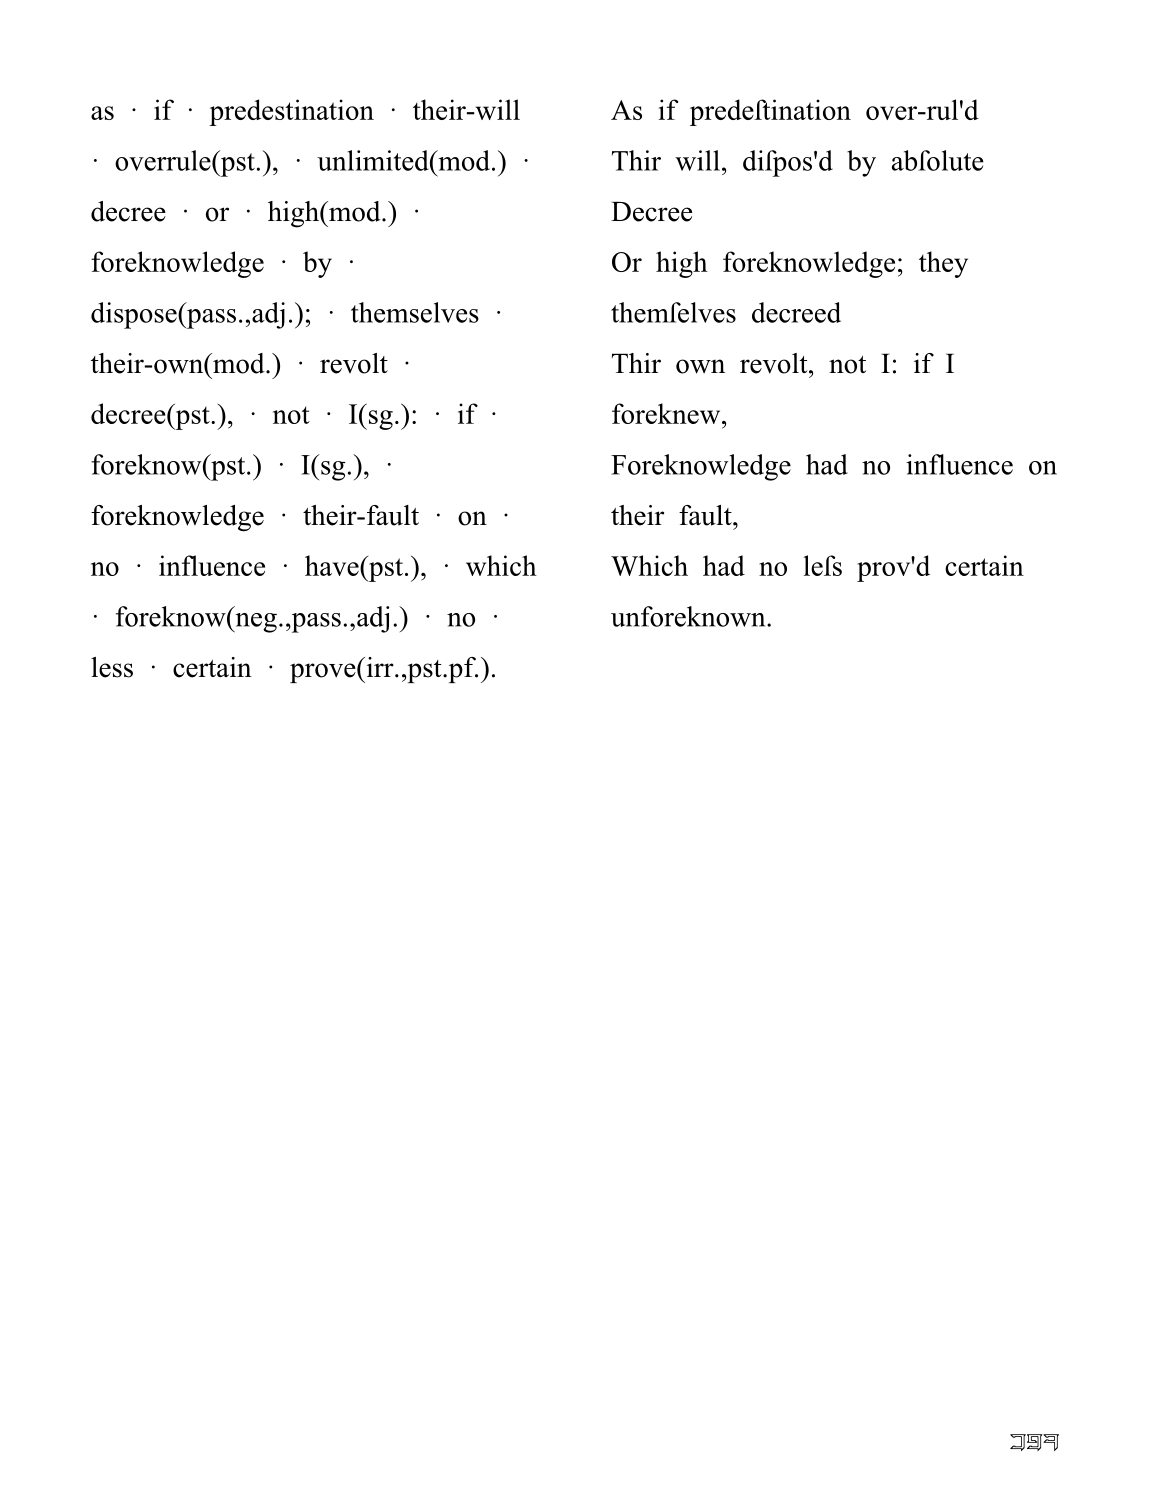 as · if · predestination · their-will
· overrule(pst.), · unlimited(mod.) ·
decree · or · high(mod.) ·
foreknowledge · by ·
dispose(pass.,adj.); · themselves ·
their-own(mod.) · revolt ·
decree(pst.), · not · I(sg.): · if ·
foreknow(pst.) · I(sg.), ·
foreknowledge · their-fault · on ·
no · influence · have(pst.), · which
· foreknow(neg.,pass.,adj.) · no ·
less · certain · prove(irr.,pst.pf.).
As if predeſtination over-rul'd
Thir will, diſpos'd by abſolute
Decree
Or high foreknowledge; they
themſelves decreed
Thir own revolt, not I: if I
foreknew,
Foreknowledge had no influence on
their fault,
Which had no leſs prov'd certain
unforeknown.